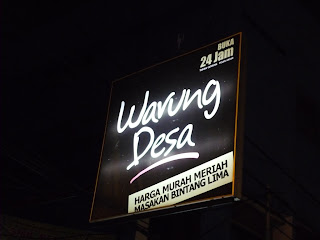 BUKA
24 Jam
Warung
Desa
HARGA MURAH MERIAH
MASAKAN BINTANG LIMA